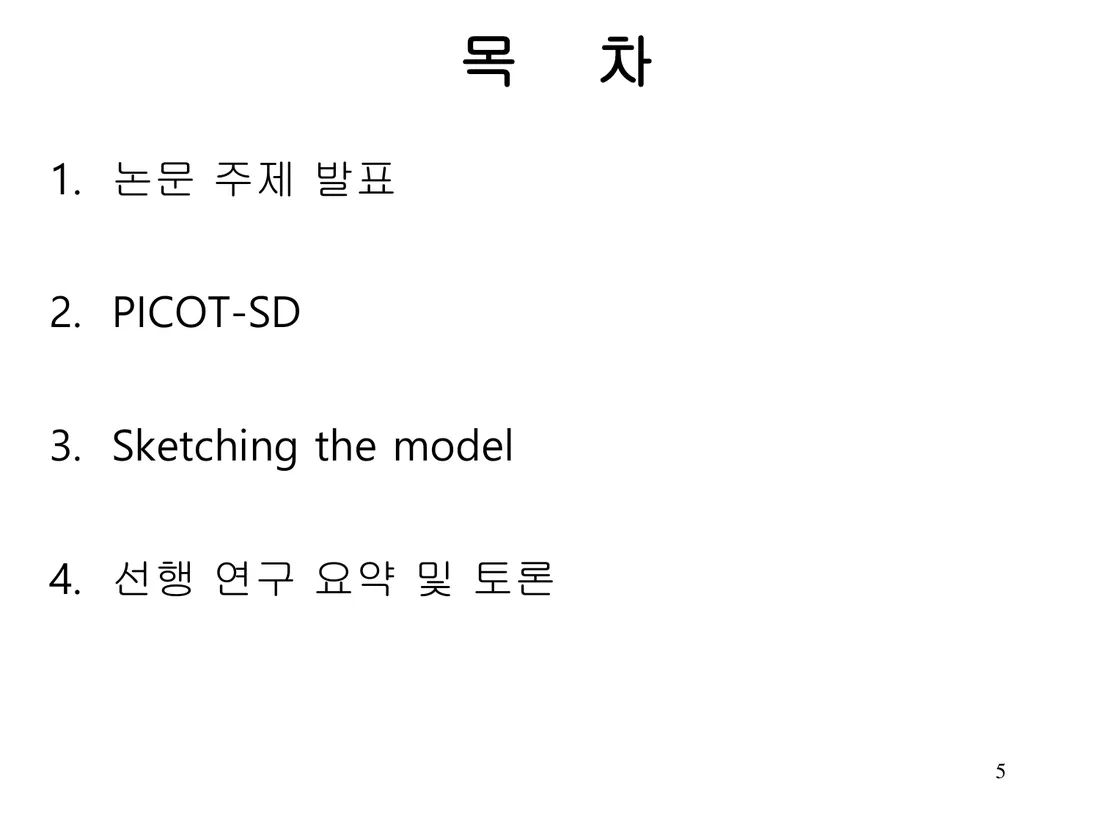 목 차
1. 논문 주제 발표
2. PICOT-SD
3. Sketching the model
4. 선행 연구 요약 및 토론
5